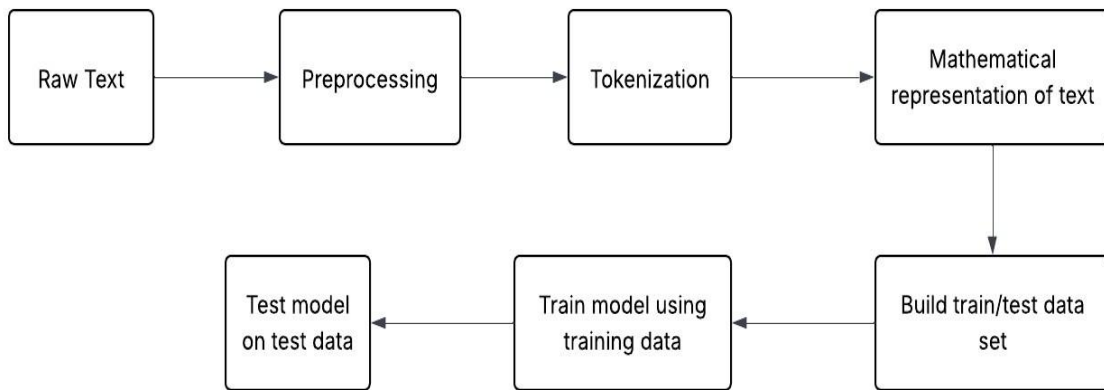 Raw Text
Preprocessing
Tokenization
Mathematical
representation of text
Build train/test data
set
Train model using
training data
Test model
on test data